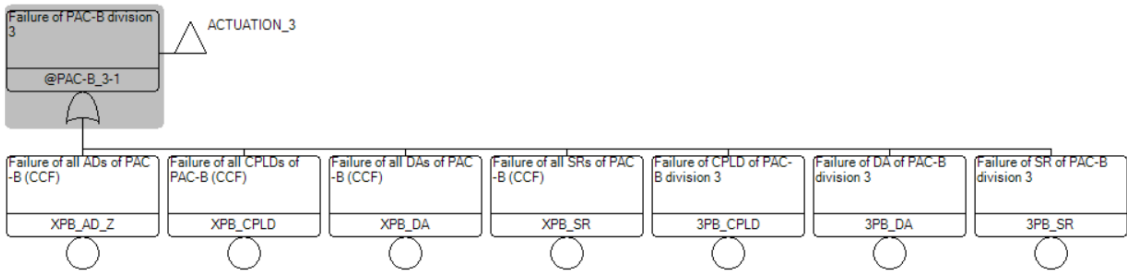 Failure of PAC-B division
3
@PAC-B_3-1
ACTUATION_3
Failure of all ADs of PAC
-B (CCF)
XPB_AD_Z
Failure of all CPLDs of
PAC-B (CCF)
XPB_CPLD
Failure of all DAs of PAC
-B (CCF)
XPB_DA
Failure of all SRs of PAC
-B (CCF)
XPB_SR
Failure of CPLD of PAC-
B division 3
3PB_CPLD
Failure of DA of PAC-B
division 3
3PB_DA
Failure of SR of PAC-B
division 3
3PB_SR